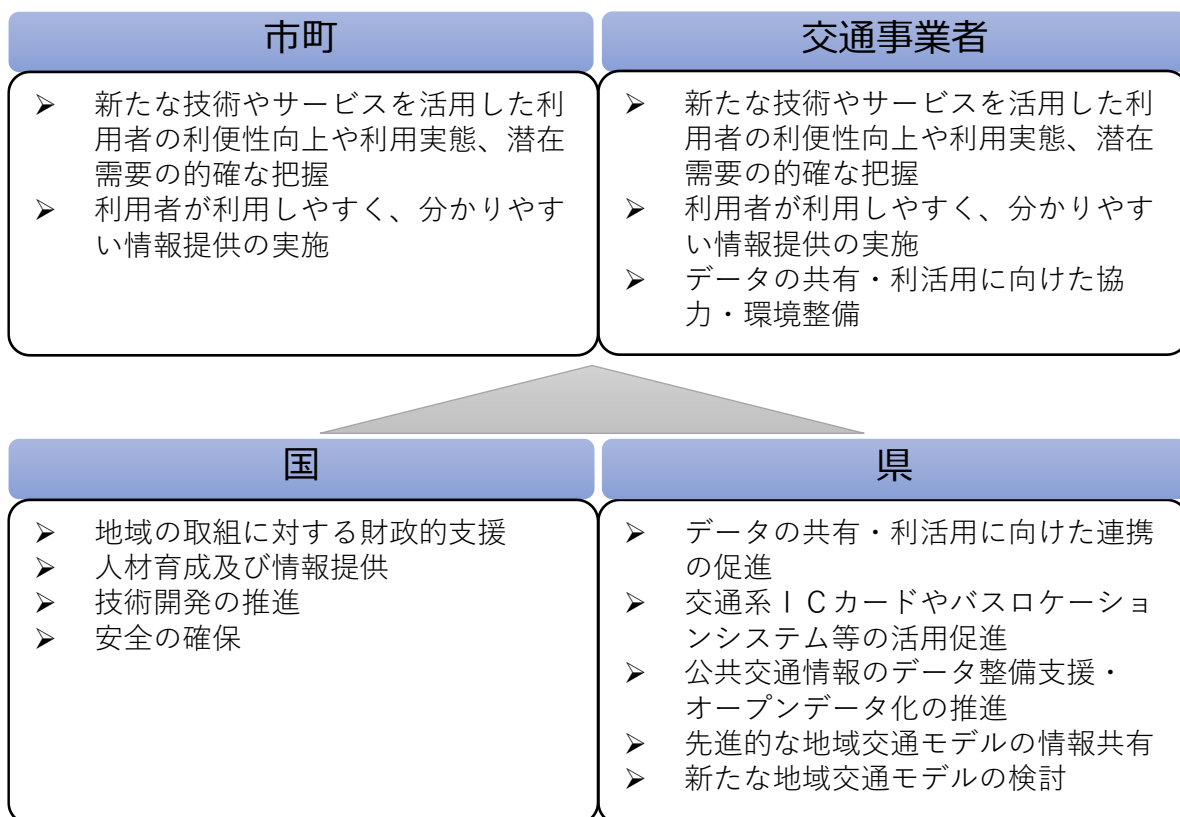 市町
➢ 新たな技術やサービスを活用した利
用者の利便性向上や利用実態、潜在
需要の的確な把握
➢ 利用者が利用しやすく、分かりやす
い情報提供の実施
交通事業者
➢ 新たな技術やサービスを活用した利
用者の利便性向上や利用実態、潜在
需要の的確な把握
➢ 利用者が利用しやすく、分かりやす
い情報提供の実施
➢ データの共有・利活用に向けた協
力・環境整備
国
➢ 地域の取組に対する財政的支援
➢ 人材育成及び情報提供
➢ 技術開発の推進
➢ 安全の確保
県
➢ データの共有・利活用に向けた連携
の促進
➢ 交通系ＩＣカードやバスロケーショ
ンシステム等の活用促進
➢ 公共交通情報のデータ整備支援・
オープンデータ化の推進
➢ 先進的な地域交通モデルの情報共有
➢ 新たな地域交通モデルの検討